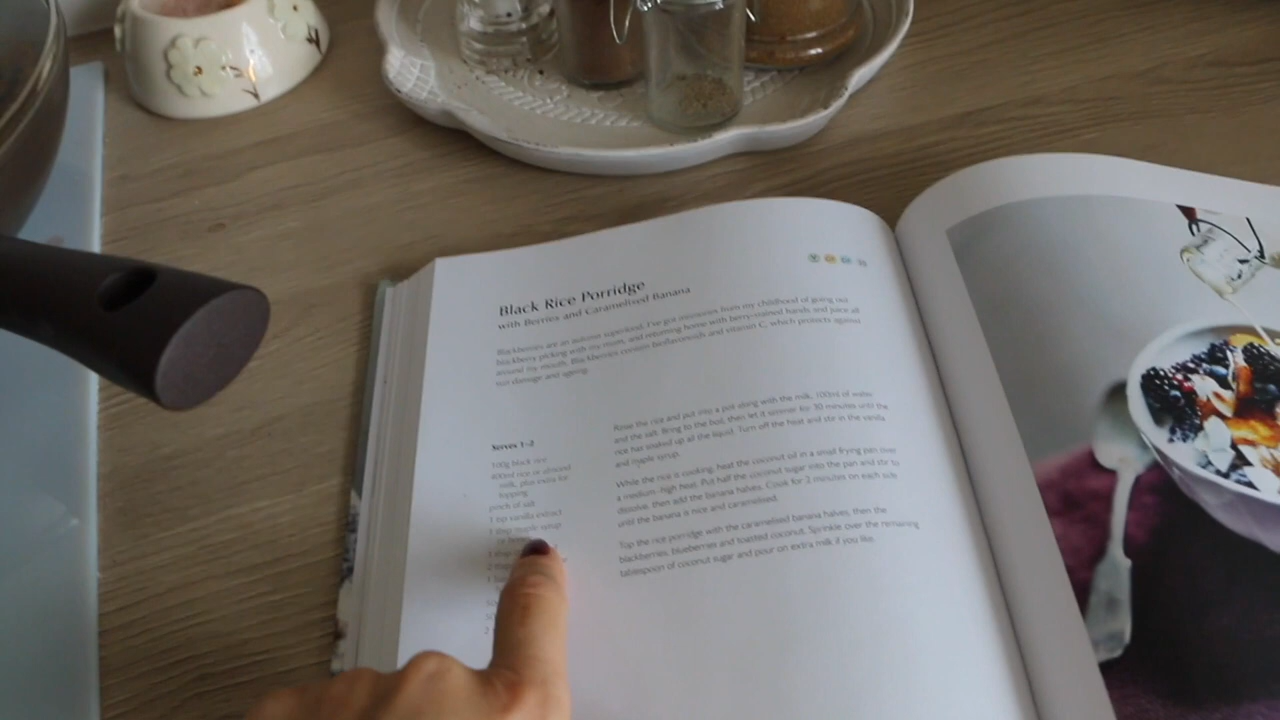 Black Rice Porridge
with Berries and Caramelised Banana
Blackberries are an autumn superfood. I've got memories from my childhood of going out
blackberry picking with my mum, and returning home with berry-stained hands and juice all
around my mouth. Blackberries contain bioflavonoids and vitamin C, which protects against
sun damage and ageing.
Serves 1–2
100g black rice
400ml rice or almond
milk, plus extra for
topping
pinch of salt
1 tsp vanilla extract
1 tbsp maple syrup
1 tbsp
2 tbsp
Rinse the rice and put into a pot along with the milk, 100ml of water
and the salt. Bring to the boil, then let it simmer for 30 minutes until the
rice has soaked up all the liquid. Turn off the heat and stir in the vanilla
and maple syrup.
While the rice is cooking, heat the coconut oil in a small frying pan over
a medium–high heat. Put half the coconut sugar into the pan and stir to
dissolve, then add the banana halves. Cook for 2 minutes on each side
until the banana is nice and caramelised.
Top the rice porridge with the caramelised banana halves, then the
blackberries, blueberries and toasted coconut. Sprinkle over the remaining
tablespoon of coconut sugar and pour on extra milk if you like.